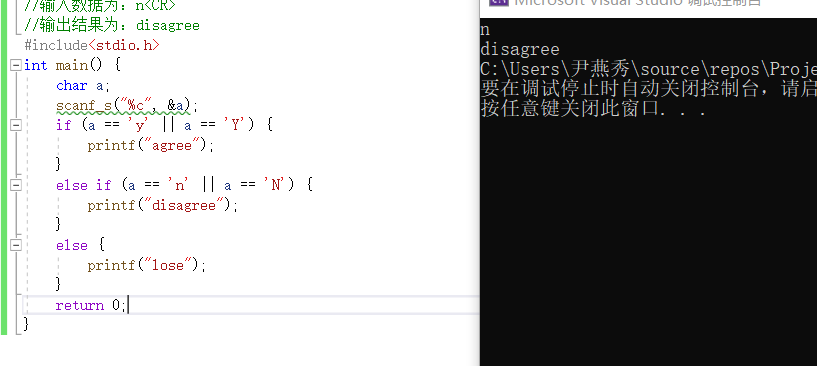 //输入数据为: n<CR>
//输出结果为: disagree
#include<stdio.h>
int main() {
char a;
scanf_s("%c", &a);
if (a == 'y' || a == 'Y') {
printf("agree");
}
else if (a == 'n' || a == 'N') {
printf("disagree");
}
else {
printf("lose");
}
return 0;
}
Microsoft Visual Studio 调试控制台
n
disagree
C:\Users\尹燕秀\source\repos\Proje
要在调试停止时自动关闭控制台，请启
按任意键关闭此窗口. . .